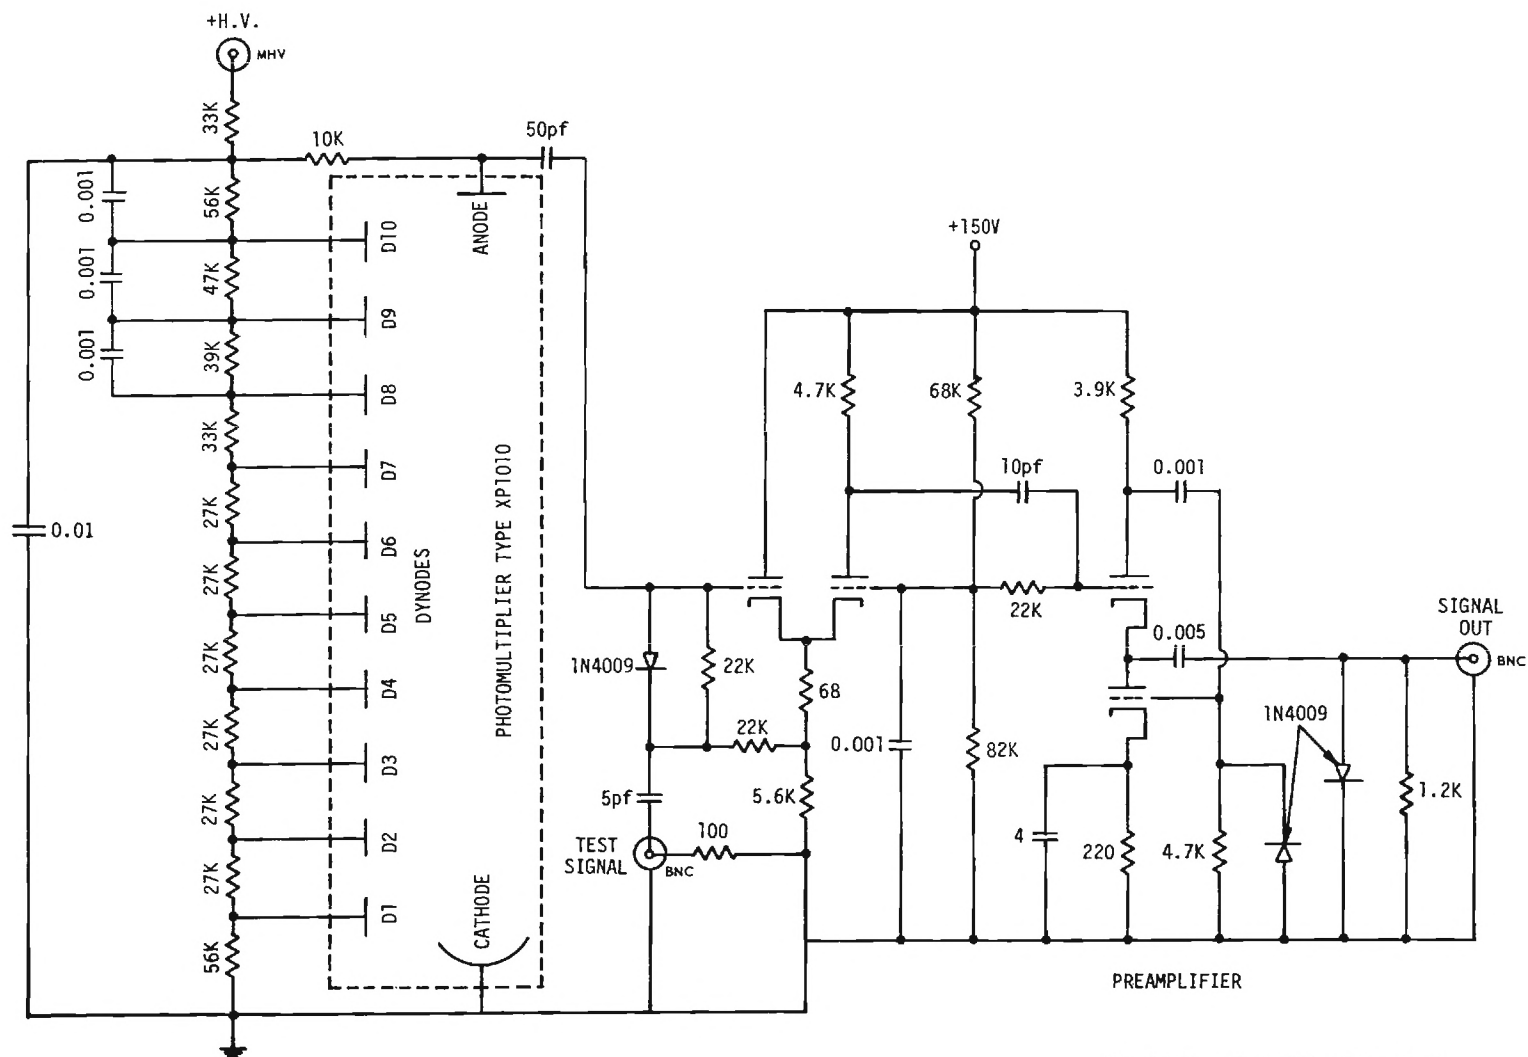 +H.V.
MHV
33K
10K
50pf
0.001
56K
D10
ANODE
0.001
47K
D9
0.001
39K
D8
33K
D7
27K
D6
0.01
27K
D5
27K
D4
27K
D3
27K
D2
27K
D1
56K
DYNODES
PHOTOMULTIPLIER TYPE XP1010
CATHODE
+150V
4.7K
68K
3.9K
10pf
0.001
22K
1N4009
22K
68
22K
0.001
82K
5pf
5.6K
TEST
SIGNAL
BNC
100
0.005
SIGNAL
OUT
BNC
1N4009
4
220
4.7K
1.2K
PREAMPLIFIER